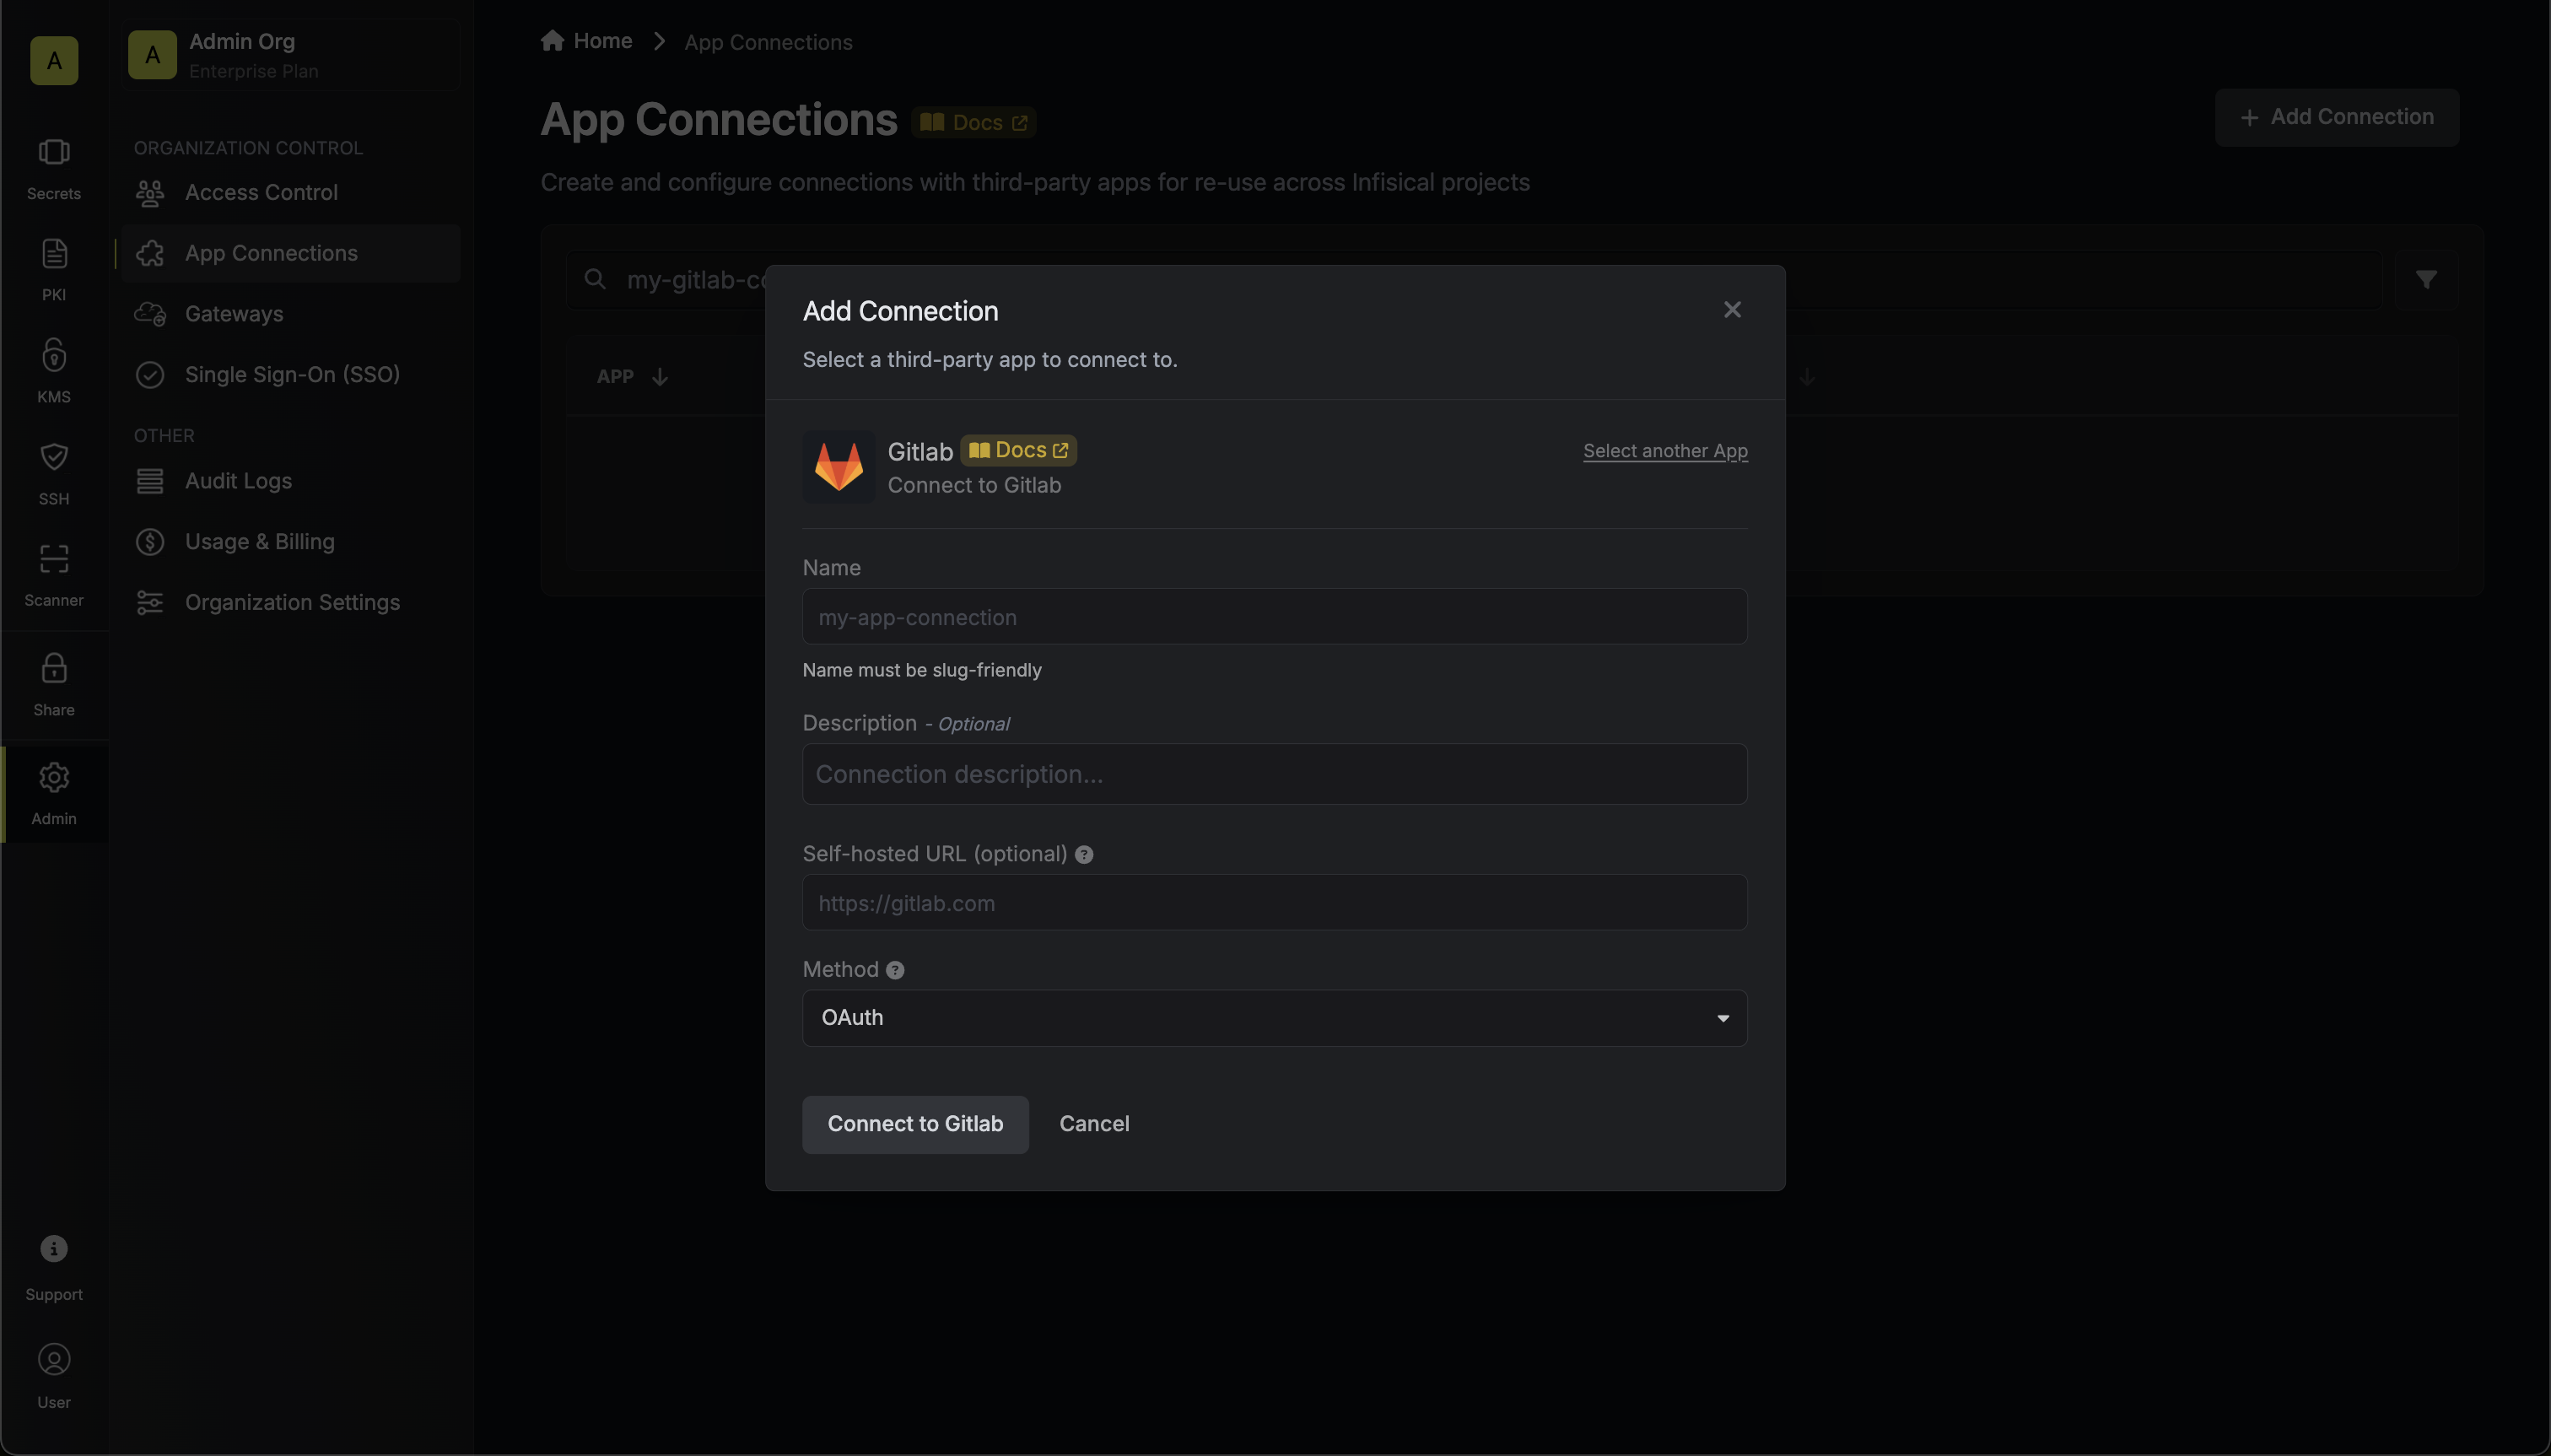 A
Secrets
PKI
KMS
SSH
Scanner
Share
Admin
Support
User
A
Admin Org
Enterprise Plan
ORGANIZATION CONTROL
Access Control
App Connections
Gateways
Single Sign-On (SSO)
OTHER
Audit Logs
Usage & Billing
Organization Settings
Home
App Connections
App Connections
Docs
Add Connection
Create and configure connections with third-party apps for re-use across Infisical projects
my-gitlab-co
APP
Add Connection
Select a third-party app to connect to.
Gitlab
Docs
Select another App
Connect to Gitlab
Name
my-app-connection
Name must be slug-friendly
Description - Optional
Connection description...
Self-hosted URL (optional)
https://gitlab.com
Method
OAuth
Connect to Gitlab
Cancel